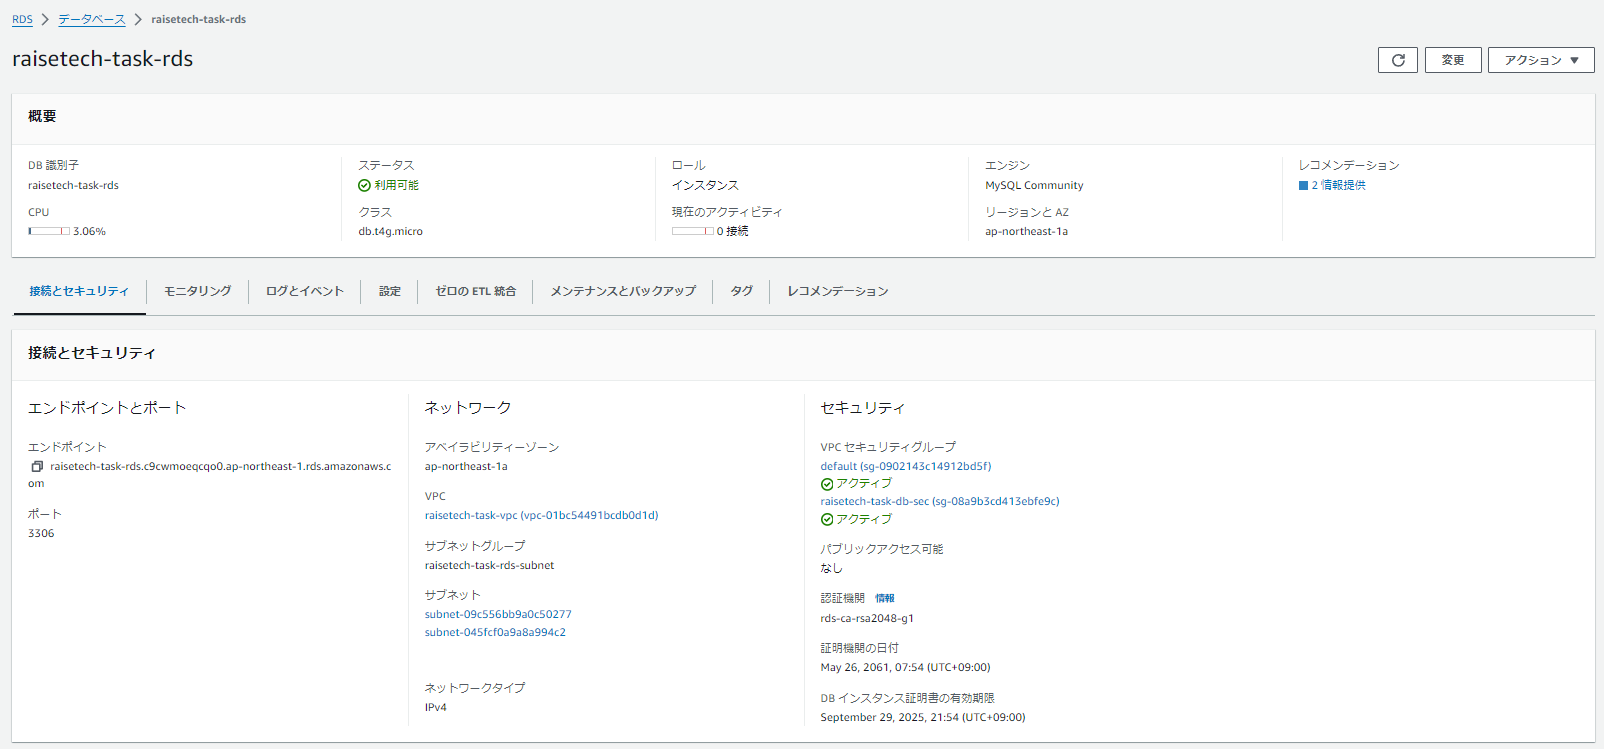 RDS > データベース > raisetech-task-rds
raisetech-task-rds
変更
アクション ▼
概要
DB 識別子
raisetech-task-rds
CPU
3.06%
ステータス
利用可能
クラス
db.t4g.micro
ロール
インスタンス
現在のアクティビティ
0 接続
エンジン
MySQL Community
リージョンと AZ
ap-northeast-1a
レコメンデーション
2 情報提供
接続とセキュリティ
モニタリング
ログとイベント
設定
ゼロの ETL 統合
メンテナンスとバックアップ
タグ
レコメンデーション
接続とセキュリティ
エンドポイントとポート
エンドポイント
raisetech-task-rds.c9cwmoeqcqo0.ap-northeast-1.rds.amazonaws.c
om
ポート
3306
ネットワーク
アベイラビリティーゾーン
ap-northeast-1a
VPC
raisetech-task-vpc (vpc-01bc54491bcdb0d1d)
サブネットグループ
raisetech-task-rds-subnet
サブネット
subnet-09c556bb9a0c50277
subnet-045fcf0a9a8a994c2
ネットワークタイプ
IPv4
セキュリティ
VPC セキュリティグループ
default (sg-0902143c14912bd5f)
アクティブ
raisetech-task-db-sec (sg-08a9b3cd413ebfe9c)
アクティブ
パブリックアクセス可能
なし
認証機関 情報
rds-ca-rsa2048-g1
証明機関の日付
May 26, 2061, 07:54 (UTC+09:00)
DB インスタンス証明書の有効期限
September 29, 2025, 21:54 (UTC+09:00)